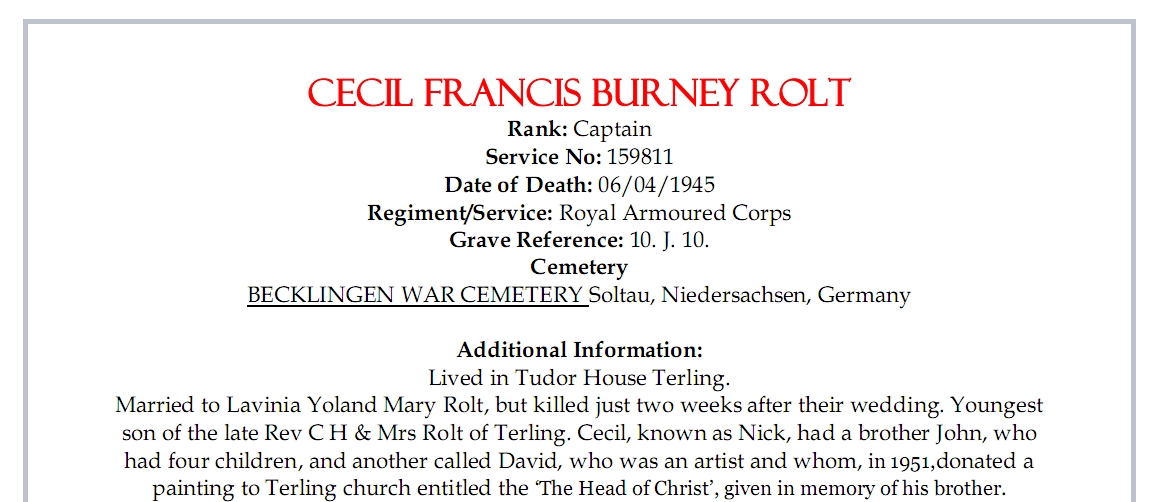 CECIL FRANCIS BURNEY ROLT
Rank: Captain
Service No: 159811
Date of Death: 06/04/1945
Regiment/Service: Royal Armoured Corps
Grave Reference: 10. J. 10.
Cemetery
BECKLINGEN WAR CEMETERY Soltau, Niedersachsen, Germany
Additional Information:
Lived in Tudor House Terling.
Married to Lavinia Yoland Mary Rolt, but killed just two weeks after their wedding. Youngest
son of the late Rev C H & Mrs Rolt of Terling. Cecil, known as Nick, had a brother John, who
had four children, and another called David, who was an artist and whom, in 1951,donated a
painting to Terling church entitled the ‘The Head of Christ’, given in memory of his brother.